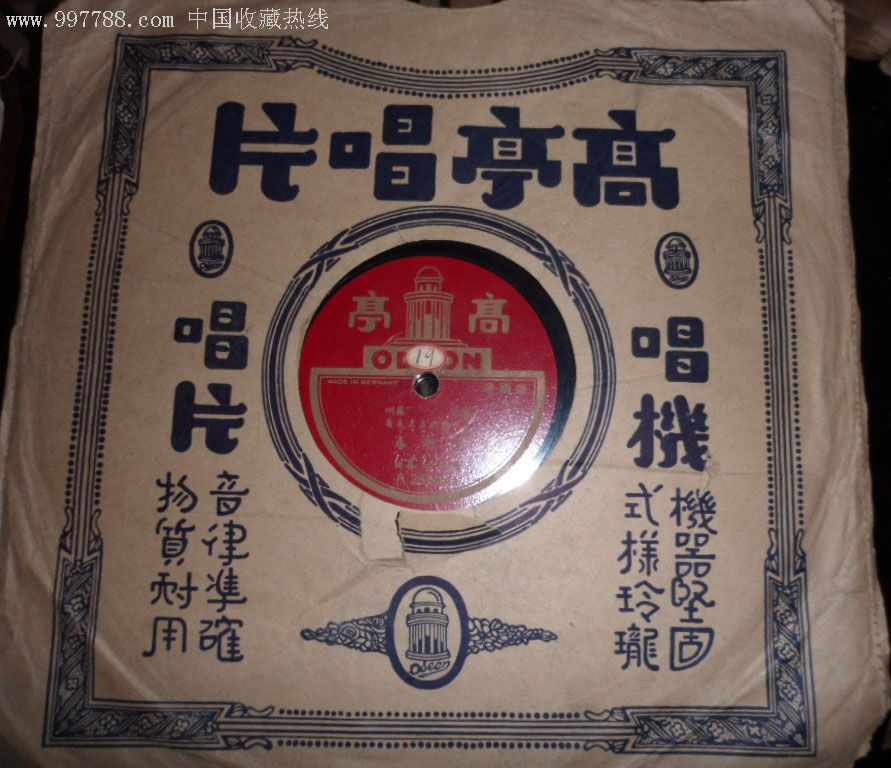 www.997788.com 中国收藏热线
高亭唱片
唱機
機器堅固
式樣玲瓏
唱片
音律準確
物質耐用
高亭
19
MADE IN GERMANY
Odeon